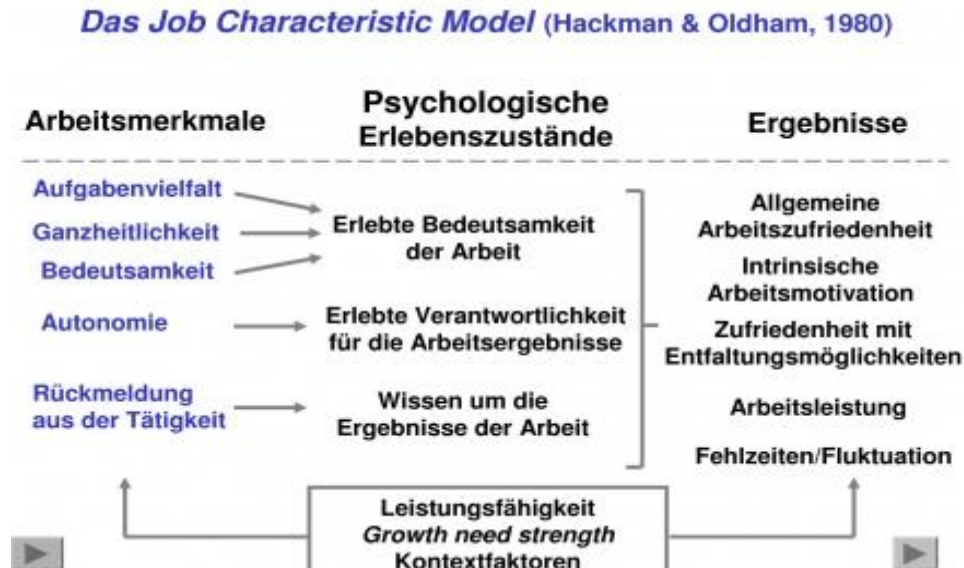 Das Job Characteristic Model (Hackman & Oldham, 1980)
Arbeitsmerkmale
Psychologische
Erlebenszustände
Ergebnisse
Aufgabenvielfalt
Ganzheitlichkeit
Bedeutsamkeit
Autonomie
Rückmeldung
aus der Tätigkeit
Erlebte Bedeutsamkeit
der Arbeit
Erlebte Verantwortlichkeit
für die Arbeitsergebnisse
Wissen um die
Ergebnisse der Arbeit
Allgemeine
Arbeitszufriedenheit
Intrinsische
Arbeitsmotivation
Zufriedenheit mit
Entfaltungsmöglichkeiten
Arbeitsleistung
Fehlzeiten/Fluktuation
Leistungsfähigkeit
Growth need strength
Kontextfaktoren